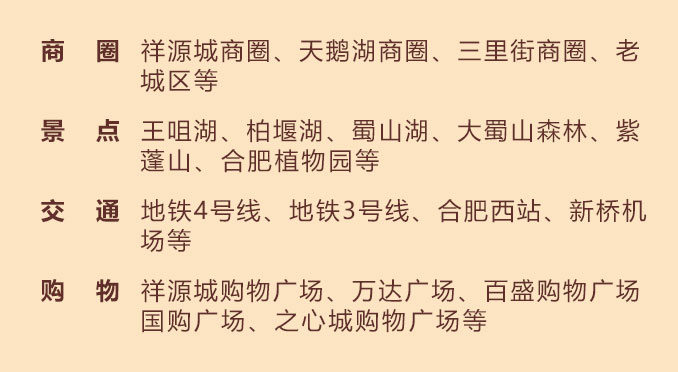 商 圈 祥源城商圈、天鹅湖商圈、三里街商圈、老
城区等
景 点 王咀湖、柏堰湖、蜀山湖、大蜀山森林、紫
蓬山、合肥植物园等
交 通 地铁4号线、地铁3号线、合肥西站、新桥机
场等
购 物 祥源城购物广场、万达广场、百盛购物广场
国购广场、之心城购物广场等